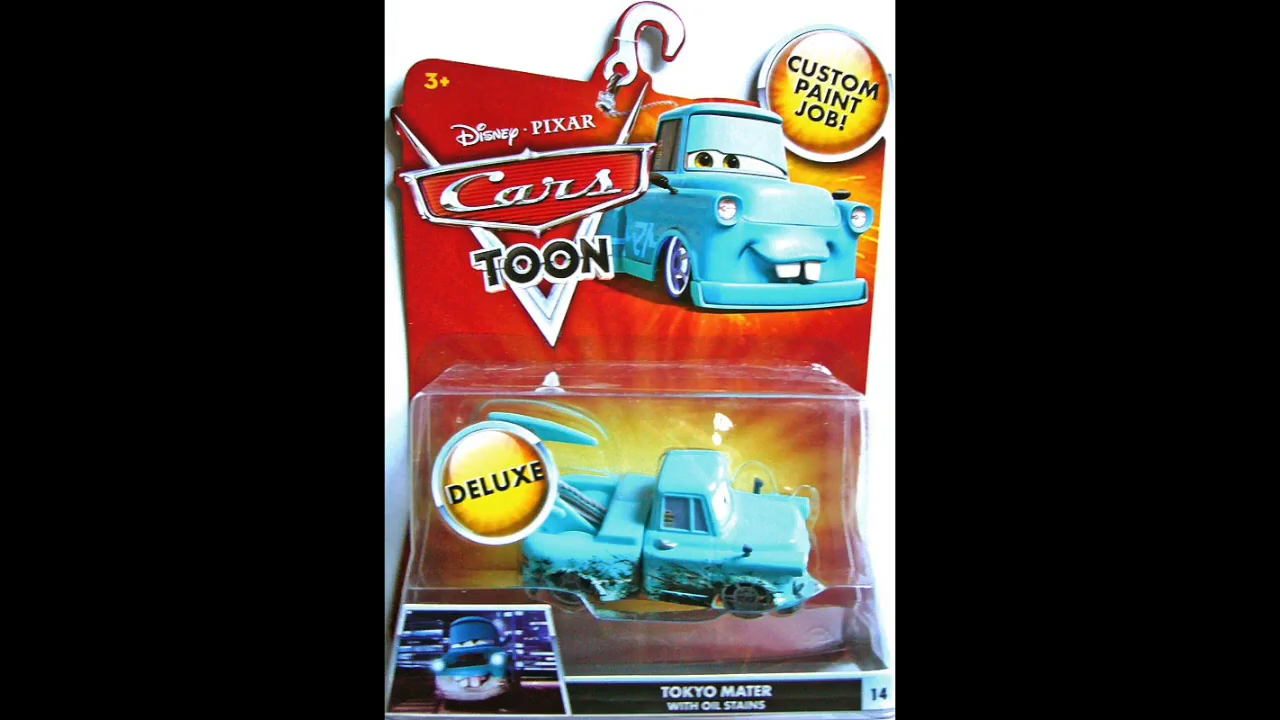 3+
CUSTOM
PAINT
JOB!
Disney · PIXAR
Cars
TOON
DELUXE
TOKYO MATER
WITH OIL STAINS
14